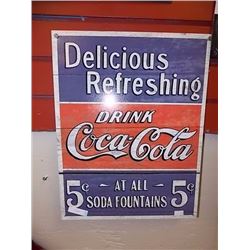 Delicious
Refreshing
DRINK
Coca-Cola
5¢ AT ALL 5¢
SODA FOUNTAINS